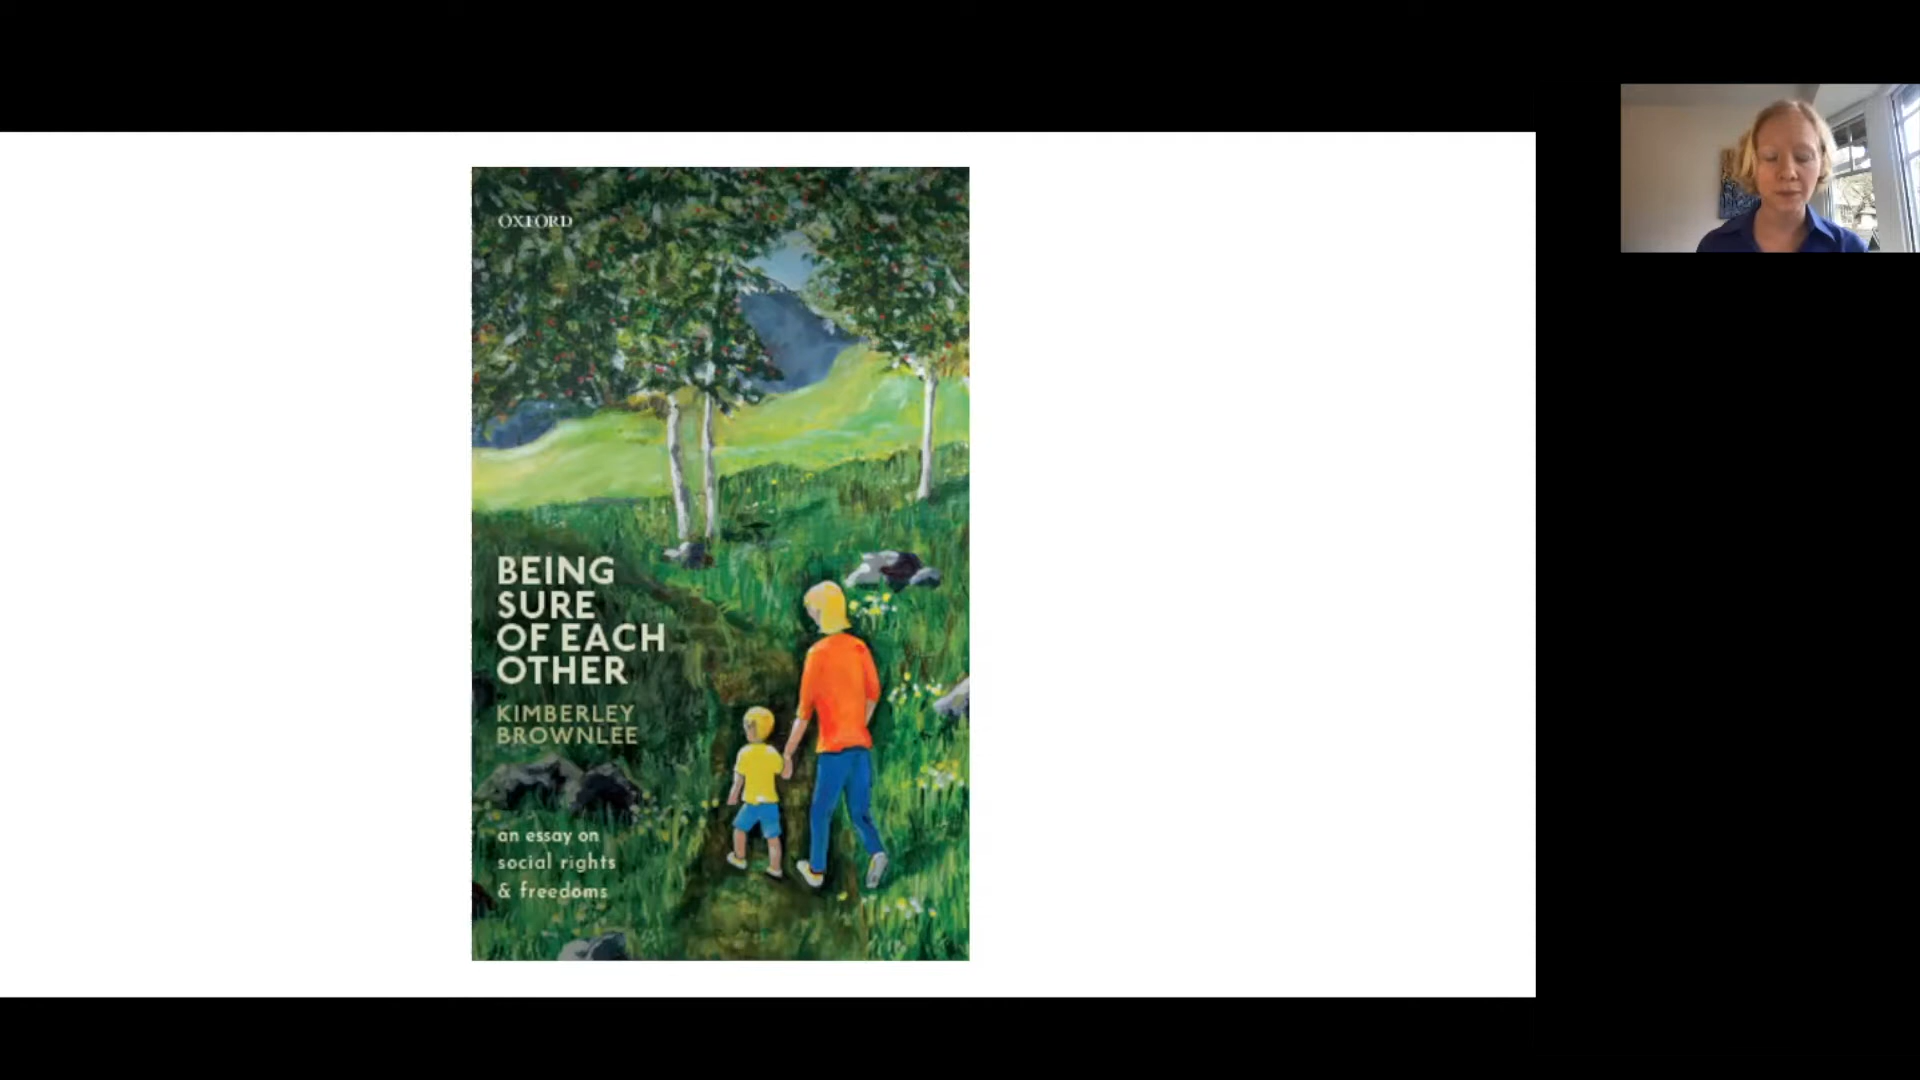 OXFORD
BEING
SURE
OF EACH
OTHER
KIMBERLEY
BROWNLEE
an essay on
social rights
& freedoms